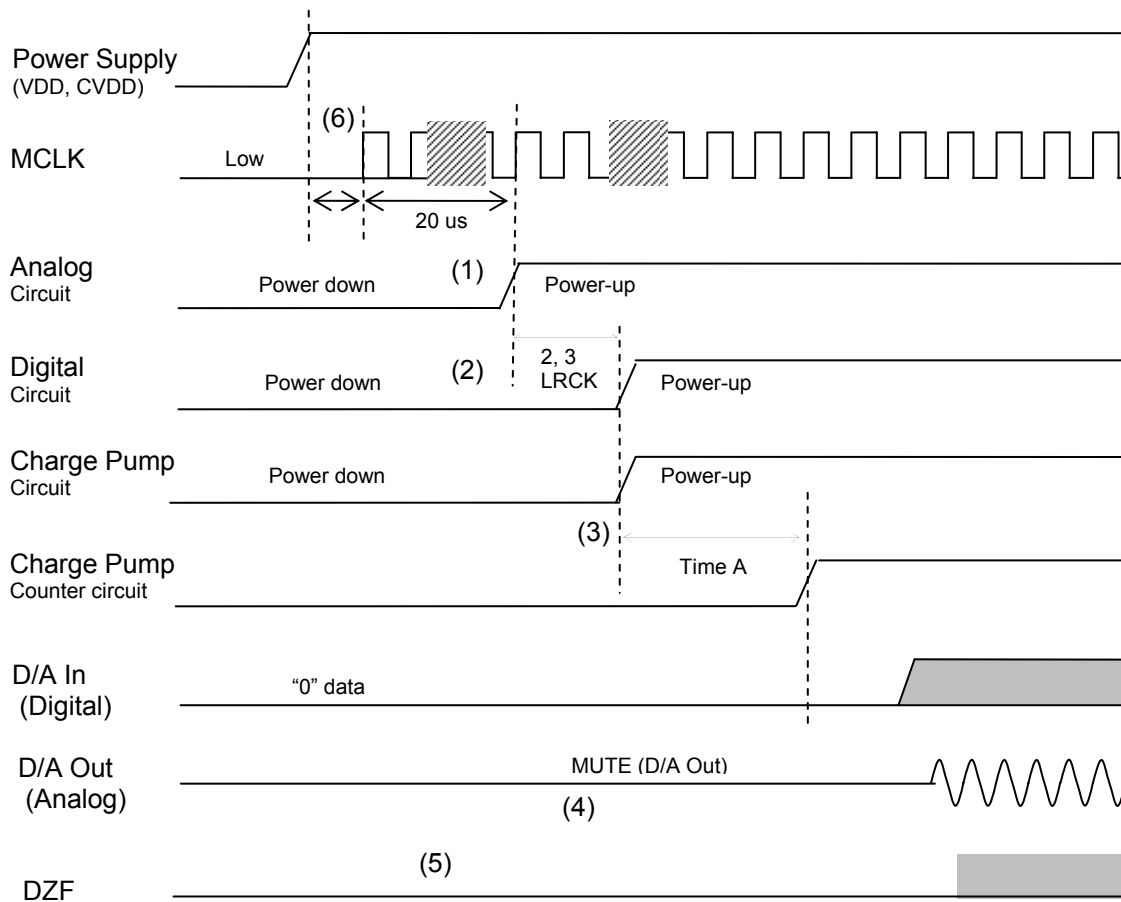 Power Supply
(VDD, CVDD)
(6)
MCLK
Low
20 us
Analog
Circuit
Power down
(1)
Power-up
Digital
Circuit
Power down
(2)
2, 3
LRCK
Power-up
Charge Pump
Circuit
Power down
Power-up
(3)
Charge Pump
Counter circuit
Time A
D/A In
(Digital)
“0” data
D/A Out
(Analog)
MUTE (D/A Out)
(4)
(5)
DZF